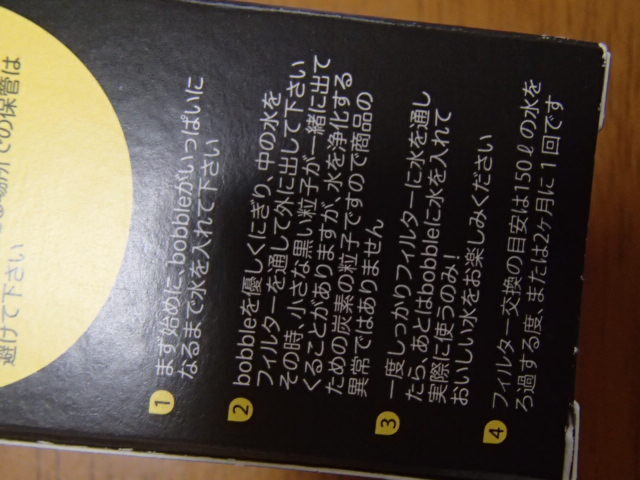 場所での保管は
避けて下さい
1 まず始めに、bobbleがいっぱいに
なるまで水を入れて下さい
2 bobbleを優しくにぎり、中の水を
フィルターを通して外に出して下さい
その時、小さな黒い粒子が一緒に出て
くることがありますが、水を浄化する
ための炭素の粒子ですので商品の
異常ではありません
3 一度しっかりフィルターに水を通し
たら、あとはbobbleに水を入れて
実際に使うのみ!
おいしい水をお楽しみください
4 フィルター交換の目安は150ℓの水を
ろ過する度、または2ヶ月に1回です